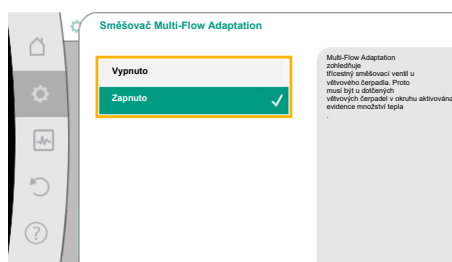 Směšovač Multi-Flow Adaptation
Vypnuto
Zapnuto
Multi-Flow Adaptation
zohledňuje
třícestný směšovací ventil u
větvového čerpadla. Proto
musí být u dotčených
větvových čerpadel v okruhu aktivována
evidence množství tepla
.
?